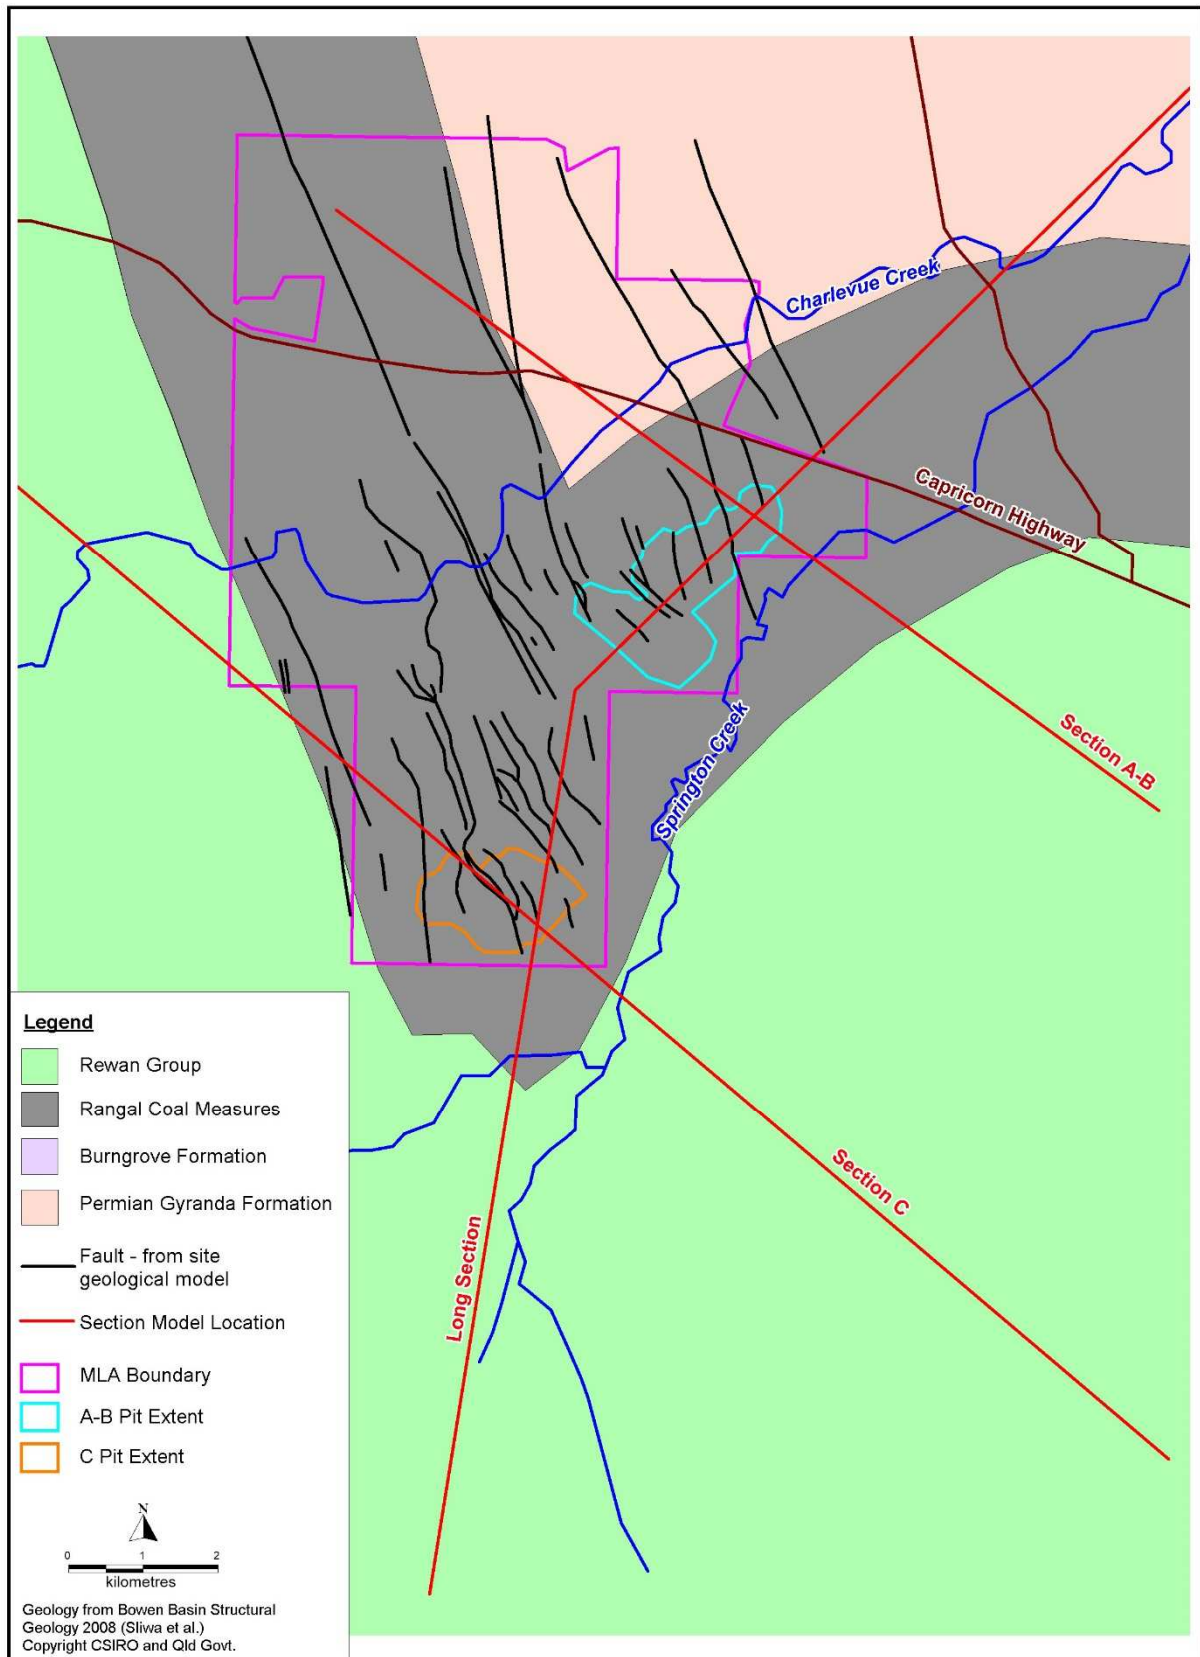 Charlevue Creek
Capricorn Highway
Section A-B
Springton Creek
Section C
Long Section
Legend
Rewan Group
Rangal Coal Measures
Burngrove Formation
Permian Gyranda Formation
Fault - from site
geological model
Section Model Location
MLA Boundary
A-B Pit Extent
C Pit Extent
N
0 1 2
kilometres
Geology from Bowen Basin Structural
Geology 2008 (Sliwa et al.)
Copyright CSIRO and Qld Govt.